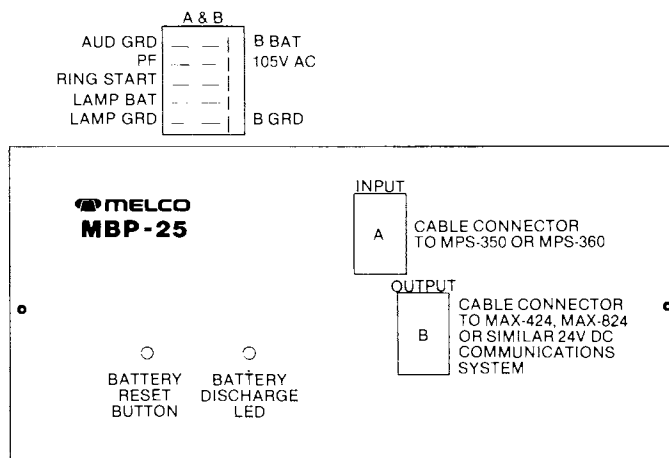 A & B
AUD GRD B BAT
PF 105V AC
RING START
LAMP BAT
LAMP GRD B GRD
MELCO
MBP-25
INPUT
A
CABLE CONNECTOR
TO MPS-350 OR MPS-360
OUTPUT
B
CABLE CONNECTOR
TO MAX-424, MAX-824
OR SIMILAR 24V DC
COMMUNICATIONS
SYSTEM
BATTERY
RESET
BUTTON
BATTERY
DISCHARGE
LED